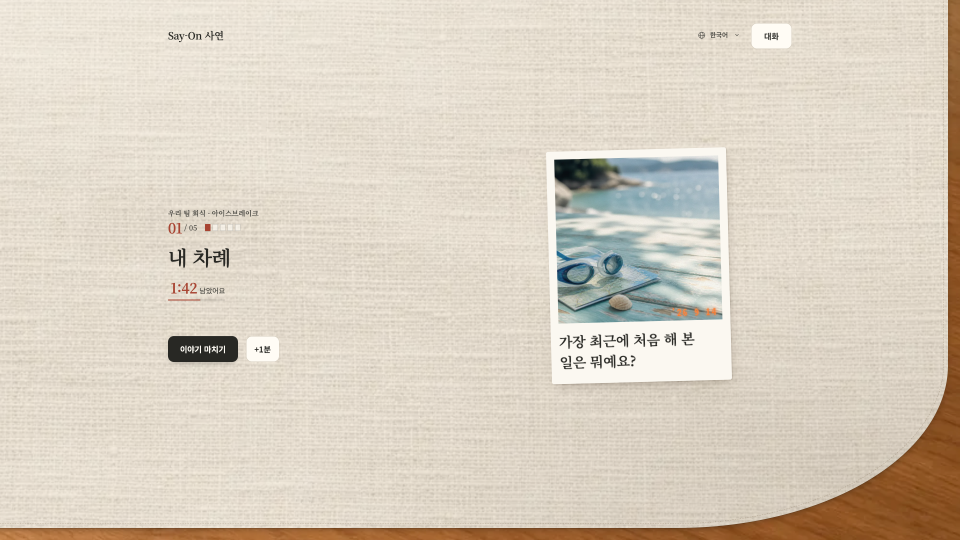 Say·On 사연
한국어
대화
우리 팀 회식 · 아이스브레이크
01 / 05
내 차례
1:42 남았어요
이야기 마치기
+1분
가장 최근에 처음 해 본
일은 뭐예요?